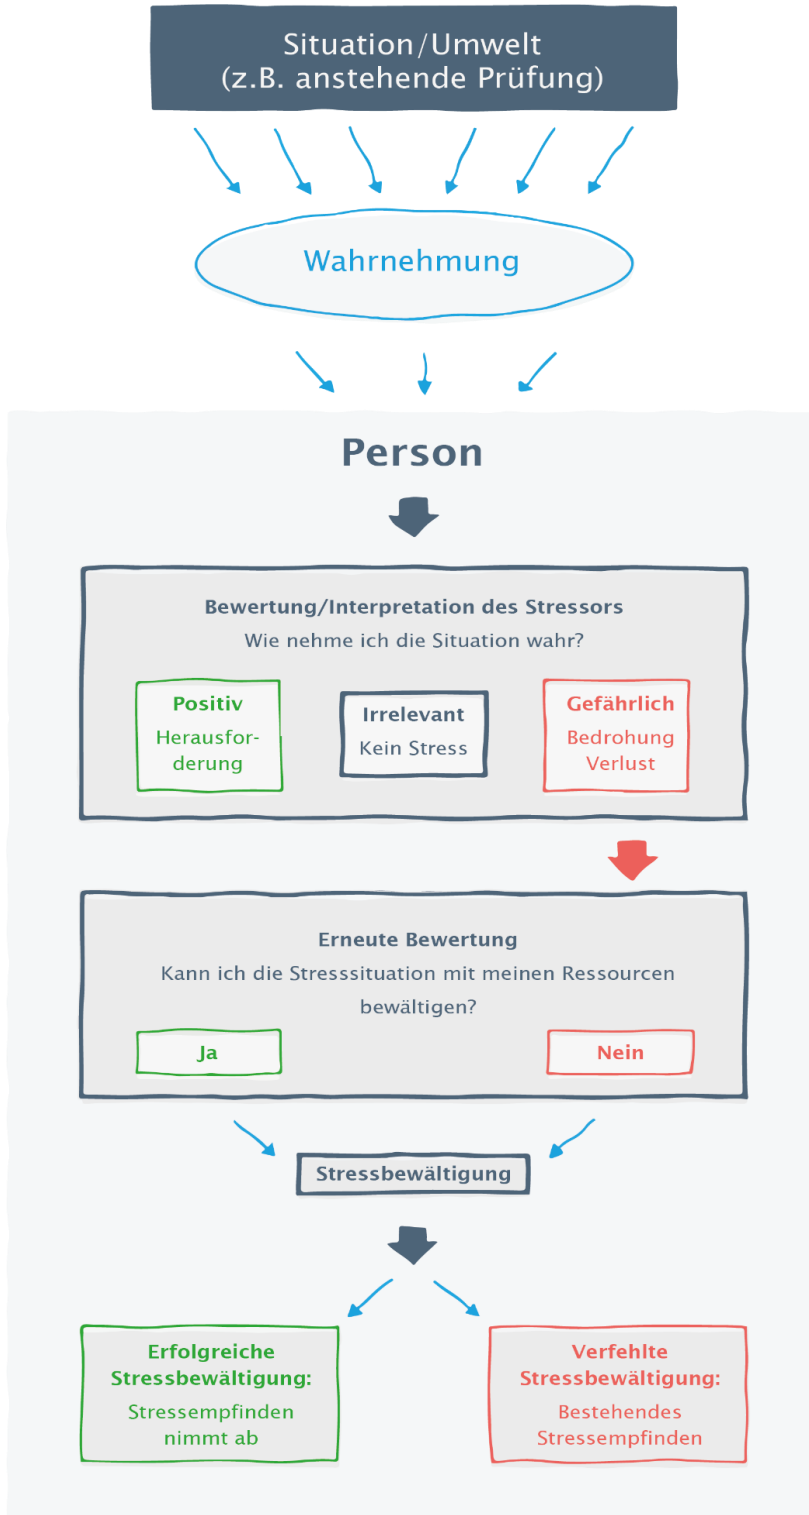 Situation/Umwelt
(z.B. anstehende Prüfung)
Wahrnehmung
Person
Bewertung/Interpretation des Stressors
Wie nehme ich die Situation wahr?
Positiv
Herausfor-
derung
Irrelevant
Kein Stress
Gefährlich
Bedrohung
Verlust
Erneute Bewertung
Kann ich die Stresssituation mit meinen Ressourcen
bewältigen?
Ja
Nein
Stressbewältigung
Erfolgreiche
Stressbewältigung:
Stressempfinden
nimmt ab
Verfehlte
Stressbewältigung:
Bestehendes
Stressempfinden